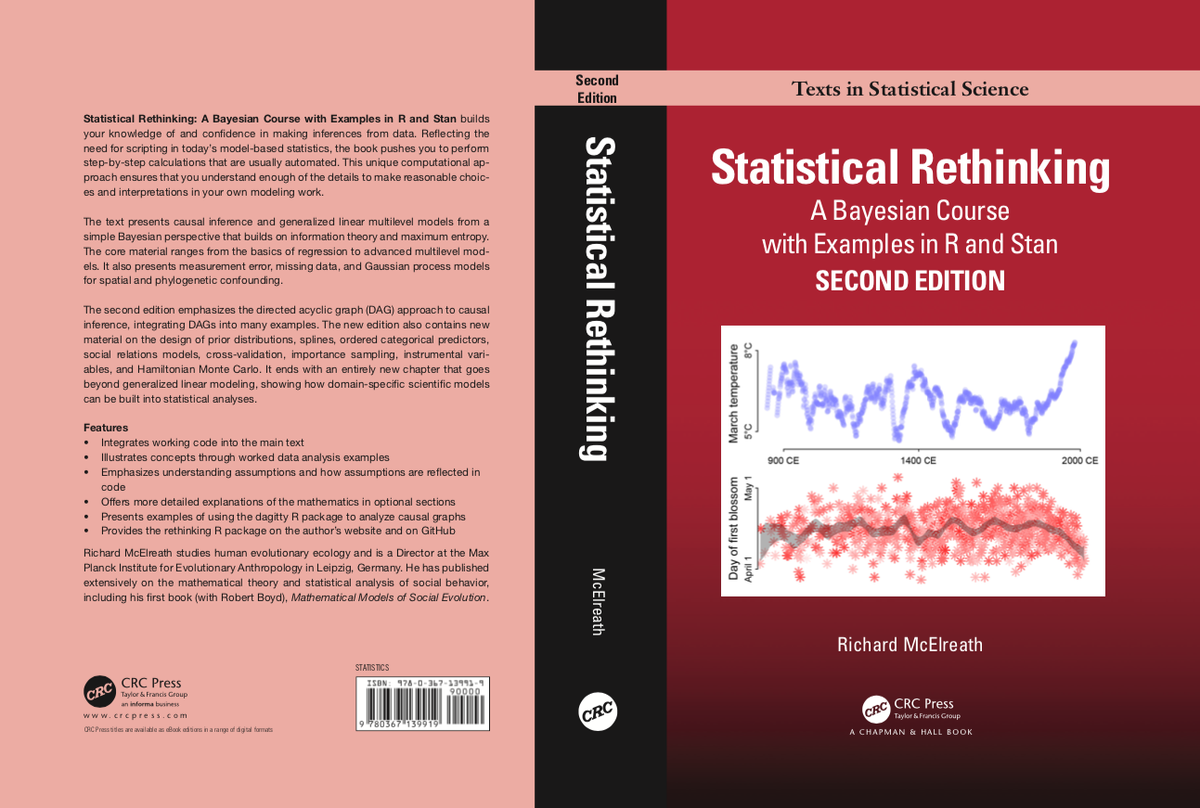 Statistical Rethinking: A Bayesian Course with Examples in R and Stan builds
your knowledge of and confidence in making inferences from data. Reflecting the
need for scripting in today's model-based statistics, the book pushes you to perform
step-by-step calculations that are usually automated. This unique computational ap-
proach ensures that you understand enough of the details to make reasonable choic-
es and interpretations in your own modeling work.
The text presents causal inference and generalized linear multilevel models from a
simple Bayesian perspective that builds on information theory and maximum entropy.
The core material ranges from the basics of regression to advanced multilevel mod-
els. It also presents measurement error, missing data, and Gaussian process models
for spatial and phylogenetic confounding.
The second edition emphasizes the directed acyclic graph (DAG) approach to causal
inference, integrating DAGs into many examples. The new edition also contains new
material on the design of prior distributions, splines, ordered categorical predictors,
social relations models, cross-validation, importance sampling, instrumental vari-
ables, and Hamiltonian Monte Carlo. It ends with an entirely new chapter that goes
beyond generalized linear modeling, showing how domain-specific scientific models
can be built into statistical analyses.
Features
• Integrates working code into the main text
• Illustrates concepts through worked data analysis examples
• Emphasizes understanding assumptions and how assumptions are reflected in
code
• Offers more detailed explanations of the mathematics in optional sections
• Presents examples of using the dagitty R package to analyze causal graphs
• Provides the rethinking R package on the author's website and on GitHub
Richard McElreath studies human evolutionary ecology and is a Director at the Max
Planck Institute for Evolutionary Anthropology in Leipzig, Germany. He has published
extensively on the mathematical theory and statistical analysis of social behavior,
including his first book (with Robert Boyd), Mathematical Models of Social Evolution.
CRC
CRC Press
Taylor & Francis Group
an informa business
www.crcpress.com
CRC Press titles are available as eBook editions in a range of digital formats
STATISTICS
ISBN: 978-0-367-13991-9
90000
9 780367 139919
Second
Edition
Statistical Rethinking
McElreath
CRC
Texts in Statistical Science
Statistical Rethinking
A Bayesian Course
with Examples in R and Stan
SECOND EDITION
March temperature
8°C
5°C
900 CE 1400 CE 2000 CE
Day of first blossom
May 1
April 1
Richard McElreath
CRC
CRC Press
Taylor & Francis Group
A CHAPMAN & HALL BOOK